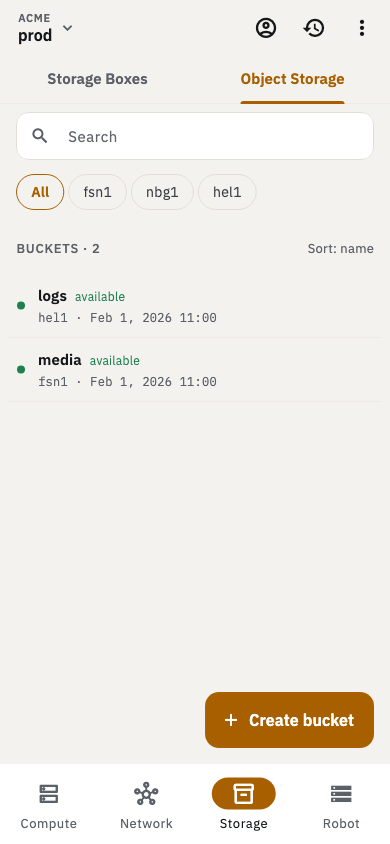 ACME
prod
Storage Boxes
Object Storage
Search
All
fsn1
nbg1
hel1
BUCKETS · 2
Sort: name
logs available
hel1 · Feb 1, 2026 11:00
media available
fsn1 · Feb 1, 2026 11:00
+ Create bucket
Compute
Network
Storage
Robot